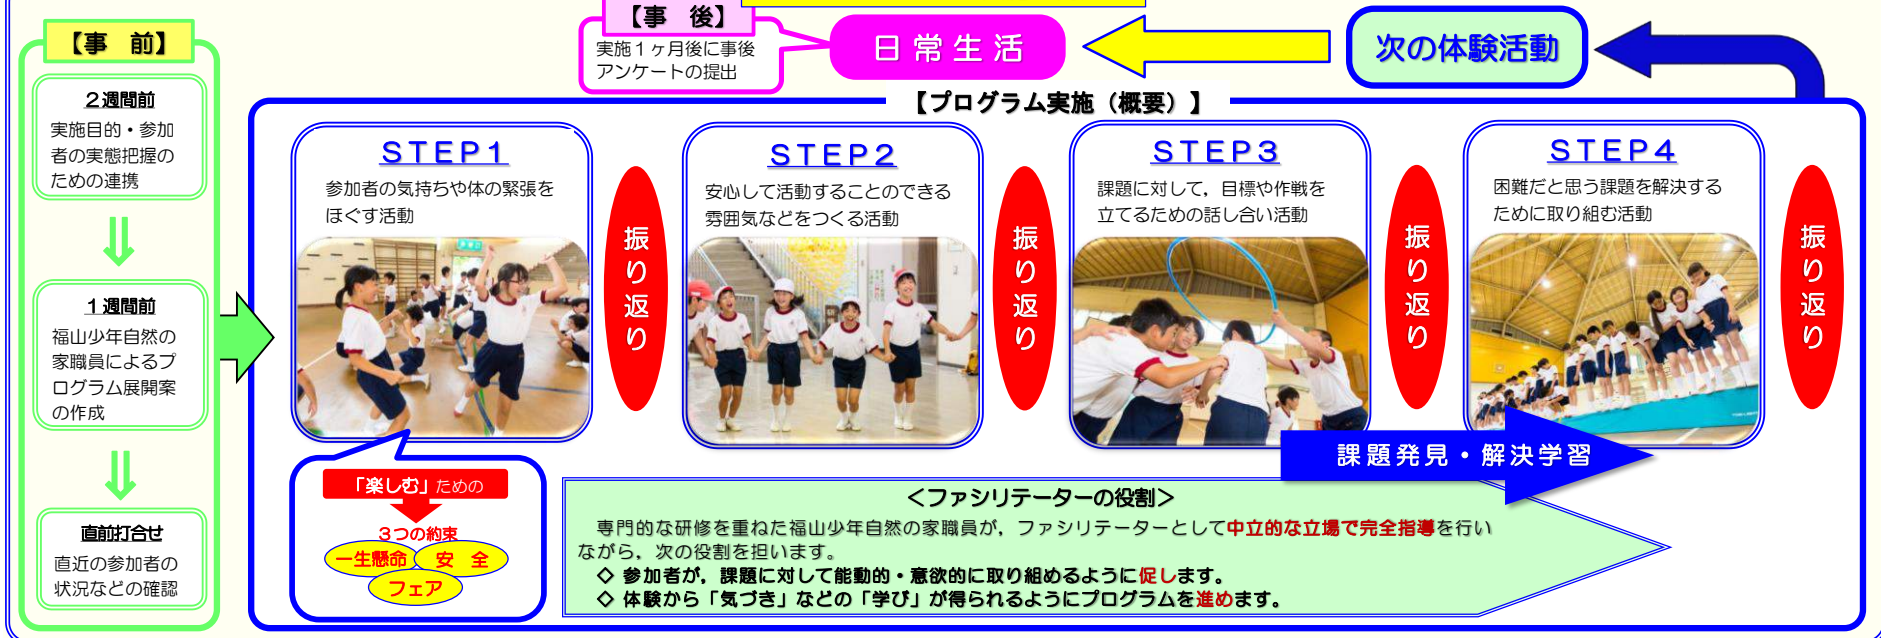 【事　前】
２週間前
実施目的・参加
者の実態把握の
ための連携
１週間前
福山少年自然の
家職員によるプ
ログラム展開案
の作成
直前打合せ
直近の参加者の
状況などの確認
【事　後】
実施１ヶ月後に事後
アンケートの提出
日常生活
次の体験活動
【プログラム実施（概要）】
ＳＴＥＰ１
参加者の気持ちや体の緊張を
ほぐす活動
振り返り
ＳＴＥＰ２
安心して活動することのできる
雰囲気などをつくる活動
振り返り
ＳＴＥＰ３
課題に対して，目標や作戦を
立てるための話し合い活動
振り返り
ＳＴＥＰ４
困難だと思う課題を解決する
ために取り組む活動
振り返り
課題発見・解決学習
「楽しむ」ための
３つの約束
一生懸命
安　全
フェア
＜ファシリテーターの役割＞
専門的な研修を重ねた福山少年自然の家職員が，ファシリテーターとして中立的な立場で完全指導を行い
ながら，次の役割を担います。
◇ 参加者が，課題に対して能動的・意欲的に取り組めるように促します。
◇ 体験から「気づき」などの「学び」が得られるようにプログラムを進めます。